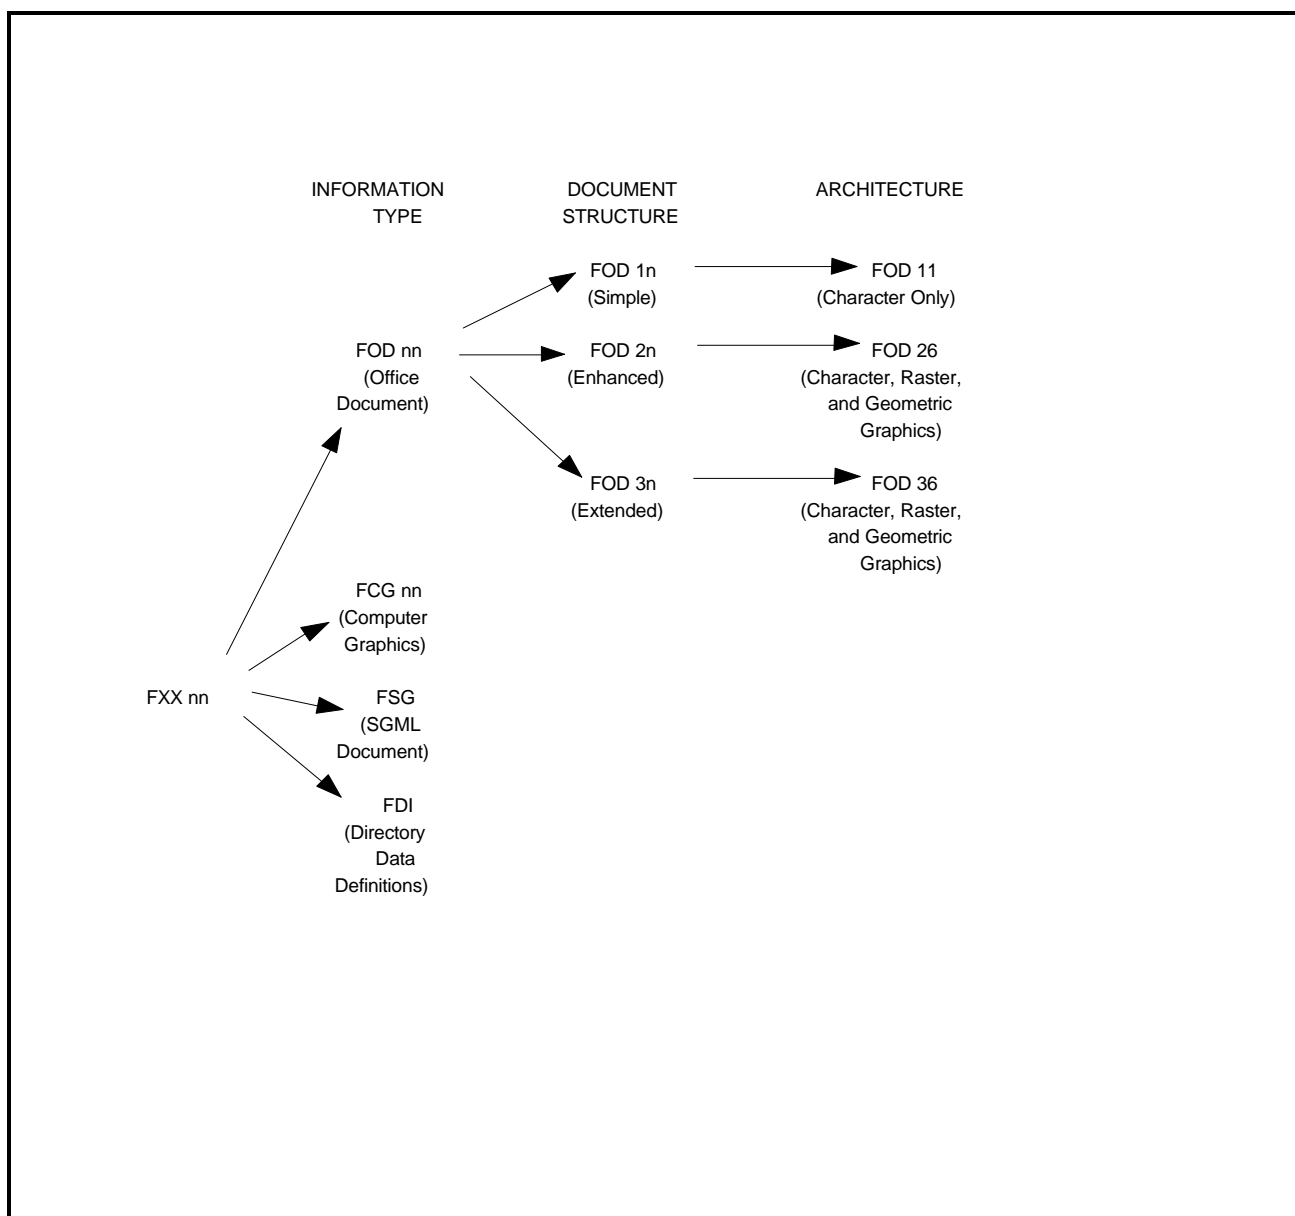 INFORMATION
TYPE
DOCUMENT
STRUCTURE
ARCHITECTURE
FOD 1n
(Simple)
FOD 11
(Character Only)
FOD nn
(Office
Document)
FOD 2n
(Enhanced)
FOD 26
(Character, Raster,
and Geometric
Graphics)
FOD 3n
(Extended)
FOD 36
(Character, Raster,
and Geometric
Graphics)
FCG nn
(Computer
Graphics)
FXX nn
FSG
(SGML
Document)
FDI
(Directory
Data
Definitions)